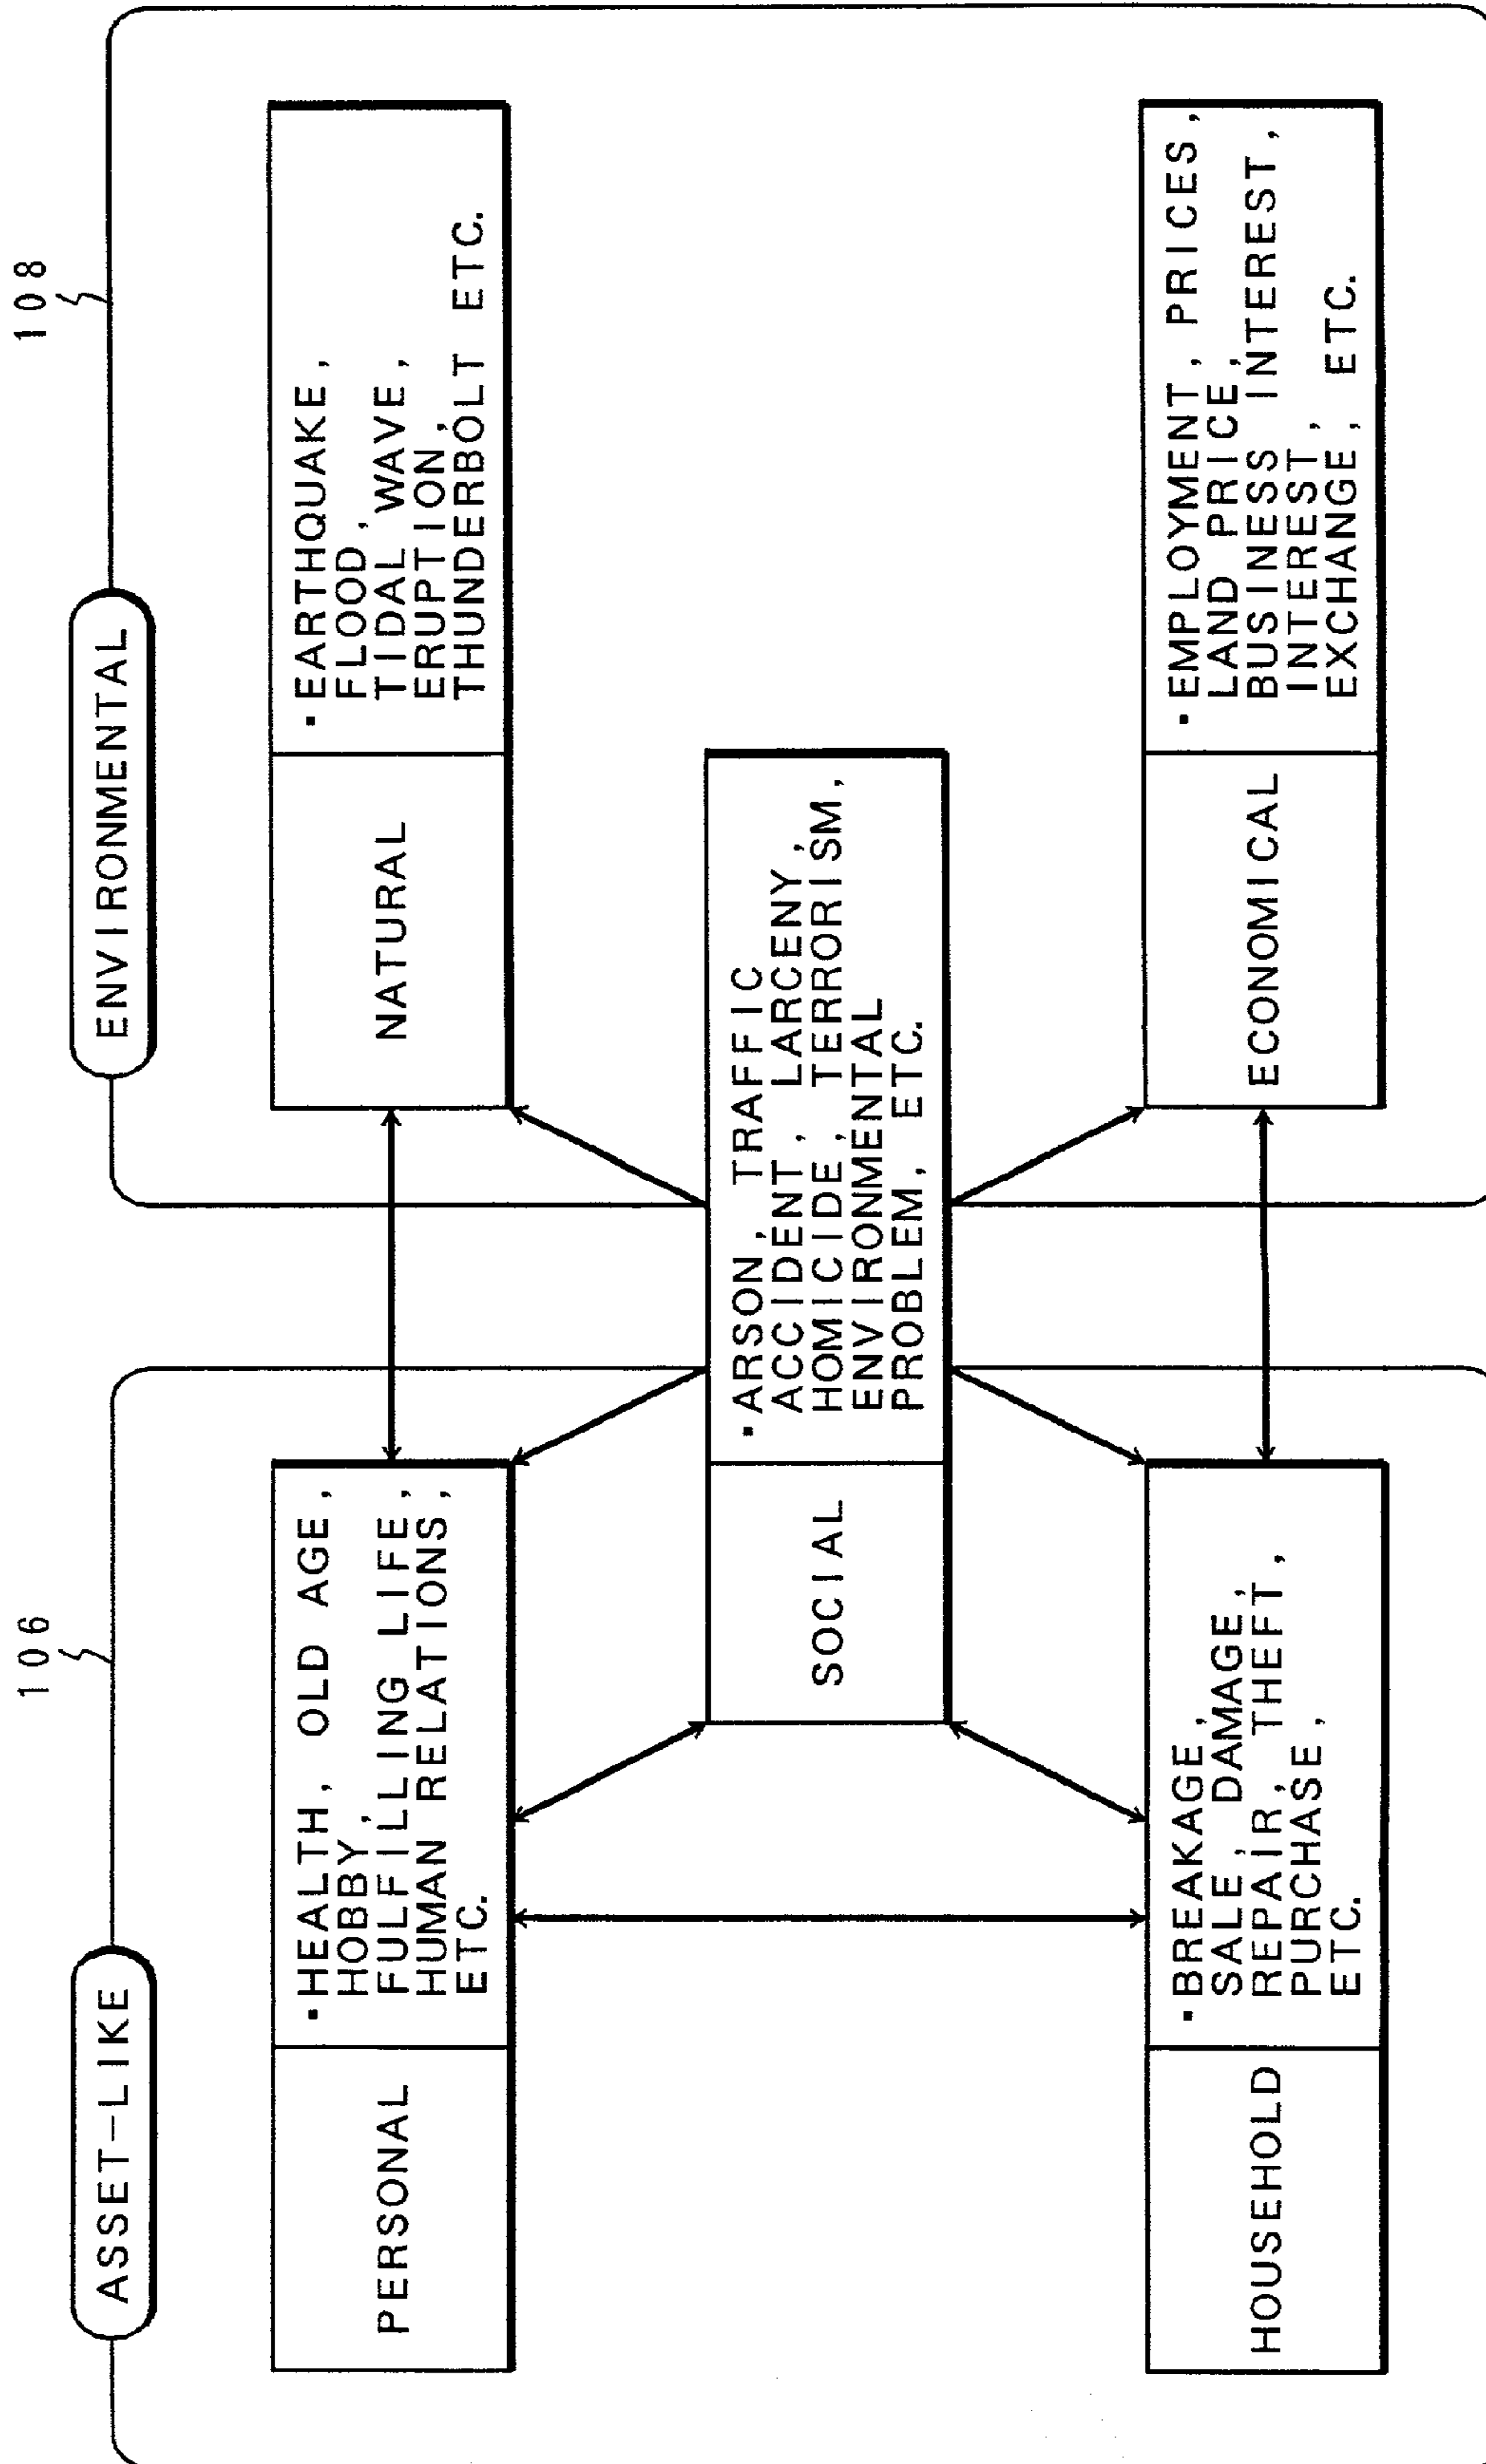 106
108
ASSET-LIKE
ENVIRONMENTAL
PERSONAL
▪HEALTH, OLD AGE,
HOBBY,
FULFILLING LIFE,
HUMAN RELATIONS,
ETC.
NATURAL
▪EARTHQUAKE,
FLOOD,
TIDAL WAVE,
ERUPTION,
THUNDERBOLT ETC.
SOCIAL
▪ARSON, TRAFFIC
ACCIDENT, LARCENY,
HOMICIDE, TERRORISM,
ENVIRONMENTAL
PROBLEM, ETC.
HOUSEHOLD
▪BREAKAGE,
SALE, DAMAGE,
REPAIR, THEFT,
PURCHASE,
ETC.
ECONOMICAL
▪EMPLOYMENT, PRICES,
LAND PRICE,
BUSINESS INTEREST,
INTEREST,
EXCHANGE, ETC.